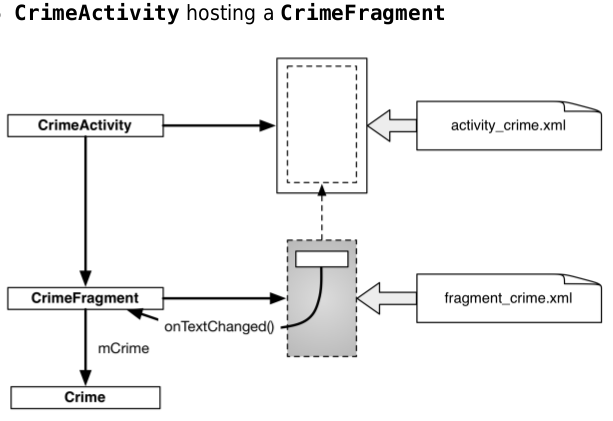 CrimeActivity hosting a CrimeFragment
CrimeActivity
activity_crime.xml
CrimeFragment
fragment_crime.xml
onTextChanged()
mCrime
Crime